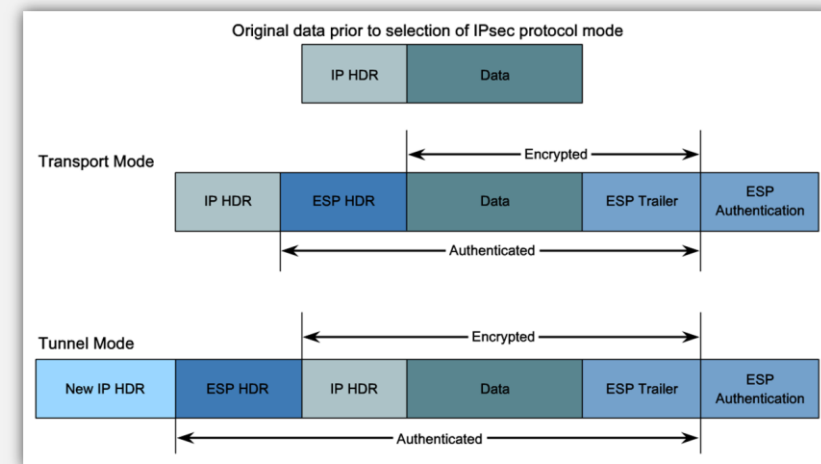 Original data prior to selection of IPsec protocol mode
IP HDR Data
Transport Mode
Encrypted
IP HDR ESP HDR Data ESP Trailer ESP
Authentication
Authenticated
Tunnel Mode
Encrypted
New IP HDR ESP HDR IP HDR Data ESP Trailer ESP
Authentication
Authenticated